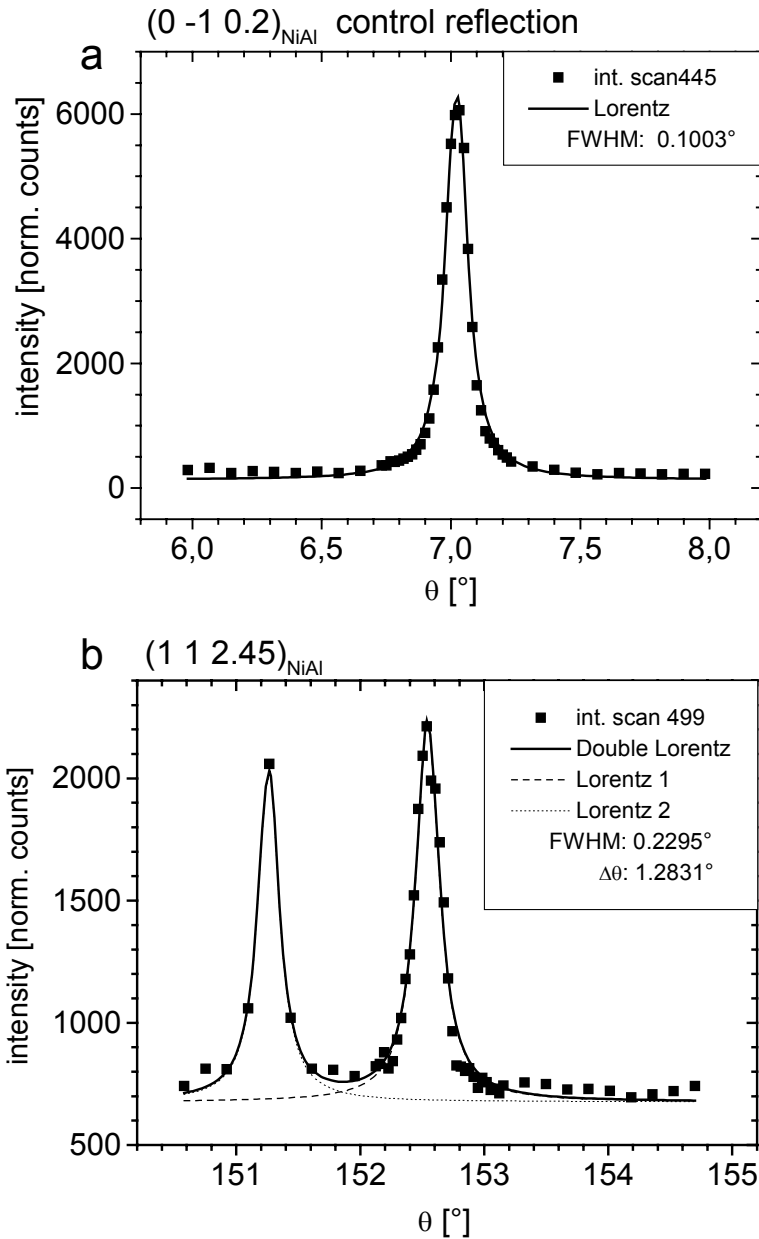 (0 -1 0.2)NiAl control reflection
a
int. scan445
Lorentz
FWHM: 0.1003°
intensity [norm. counts]
6000
4000
2000
0
6,0 6,5 7,0 7,5 8,0
θ [°]
b (1 1 2.45)NiAl
int. scan 499
Double Lorentz
Lorentz 1
Lorentz 2
FWHM: 0.2295°
Δθ: 1.2831°
intensity [norm. counts]
2000
1500
1000
500
151 152 153 154 155
θ [°]